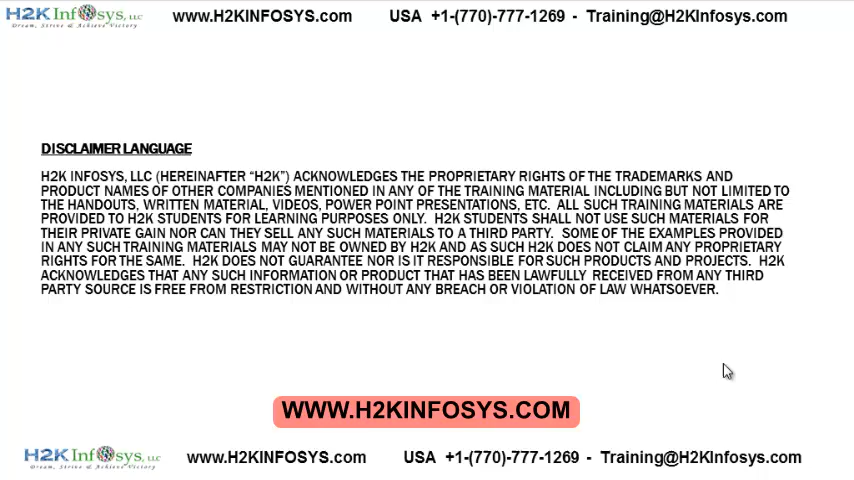 H2K Infosys, LLC www.H2KINFOSYS.com USA +1-(770)-777-1269 - Training@H2KInfosys.com
Dream, Strive & Achieve Victory
DISCLAIMER LANGUAGE
H2K INFOSYS, LLC (HEREINAFTER “H2K”) ACKNOWLEDGES THE PROPRIETARY RIGHTS OF THE TRADEMARKS AND
PRODUCT NAMES OF OTHER COMPANIES MENTIONED IN ANY OF THE TRAINING MATERIAL INCLUDING BUT NOT LIMITED TO
THE HANDOUTS, WRITTEN MATERIAL, VIDEOS, POWER POINT PRESENTATIONS, ETC. ALL SUCH TRAINING MATERIALS ARE
PROVIDED TO H2K STUDENTS FOR LEARNING PURPOSES ONLY. H2K STUDENTS SHALL NOT USE SUCH MATERIALS FOR
THEIR PRIVATE GAIN NOR CAN THEY SELL ANY SUCH MATERIALS TO A THIRD PARTY. SOME OF THE EXAMPLES PROVIDED
IN ANY SUCH TRAINING MATERIALS MAY NOT BE OWNED BY H2K AND AS SUCH H2K DOES NOT CLAIM ANY PROPRIETARY
RIGHTS FOR THE SAME. H2K DOES NOT GUARANTEE NOR IS IT RESPONSIBLE FOR SUCH PRODUCTS AND PROJECTS. H2K
ACKNOWLEDGES THAT ANY SUCH INFORMATION OR PRODUCT THAT HAS BEEN LAWFULLY RECEIVED FROM ANY THIRD
PARTY SOURCE IS FREE FROM RESTRICTION AND WITHOUT ANY BREACH OR VIOLATION OF LAW WHATSOEVER.
WWW.H2KINFOSYS.COM
H2K Infosys, LLC www.H2KINFOSYS.com USA +1-(770)-777-1269 - Training@H2KInfosys.com
Dream, Strive & Achieve Victory